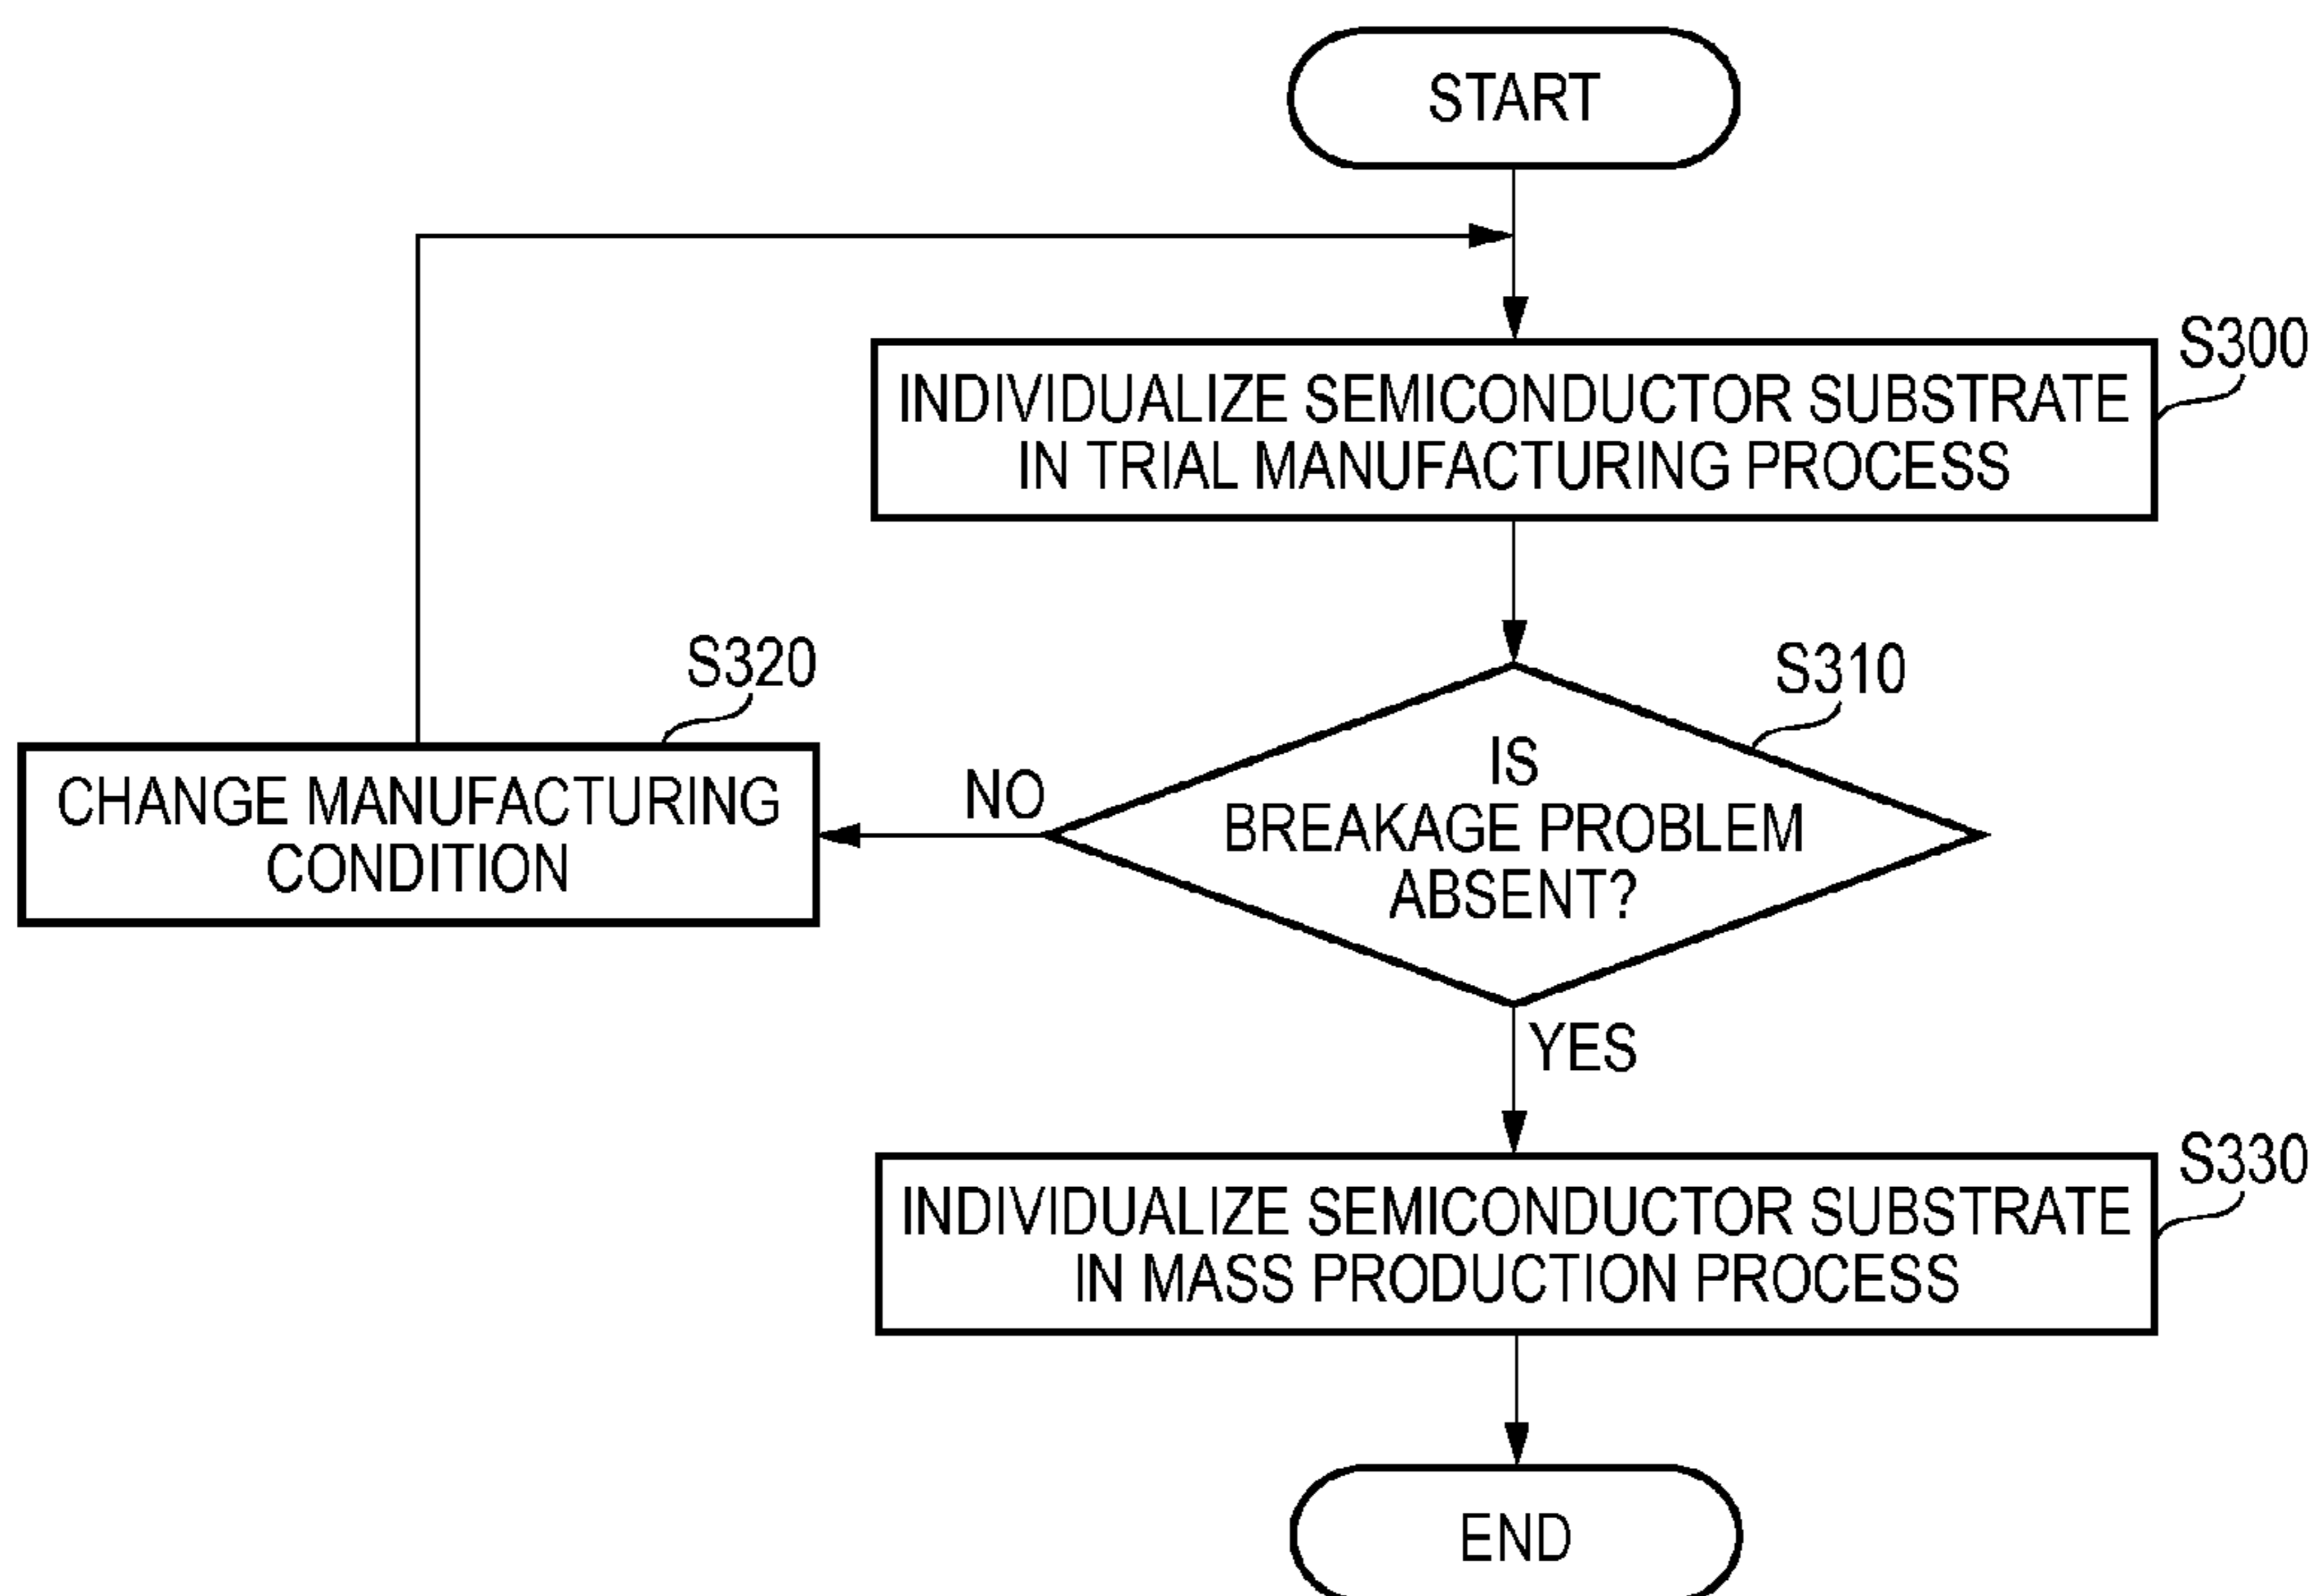 START
S300
INDIVIDUALIZE SEMICONDUCTOR SUBSTRATE
IN TRIAL MANUFACTURING PROCESS
S310
IS
BREAKAGE PROBLEM
ABSENT?
NO
S320
CHANGE MANUFACTURING
CONDITION
YES
S330
INDIVIDUALIZE SEMICONDUCTOR SUBSTRATE
IN MASS PRODUCTION PROCESS
END